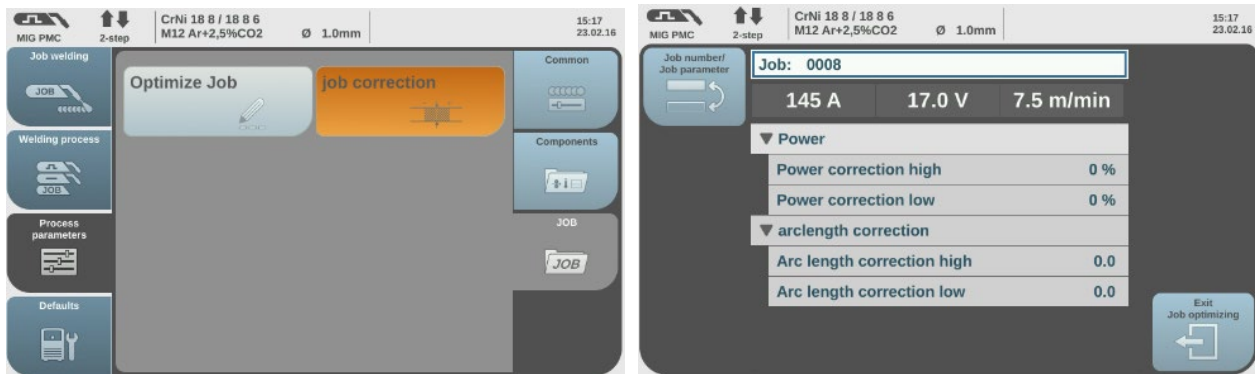 MIG PMC
2-step
CrNi 18 8 / 18 8 6
M12 Ar+2,5%CO2 Ø 1.0mm
15:17
23.02.16
Job welding
JOB
Welding process
JOB
Process
parameters
Defaults
Optimize Job
job correction
Common
Components
JOB
JOB
MIG PMC
2-step
CrNi 18 8 / 18 8 6
M12 Ar+2,5%CO2 Ø 1.0mm
15:17
23.02.16
Job number/
Job parameter
Job: 0008
145 A 17.0 V 7.5 m/min
Power
Power correction high 0 %
Power correction low 0 %
arclength correction
Arc length correction high 0.0
Arc length correction low 0.0
Exit
Job optimizing